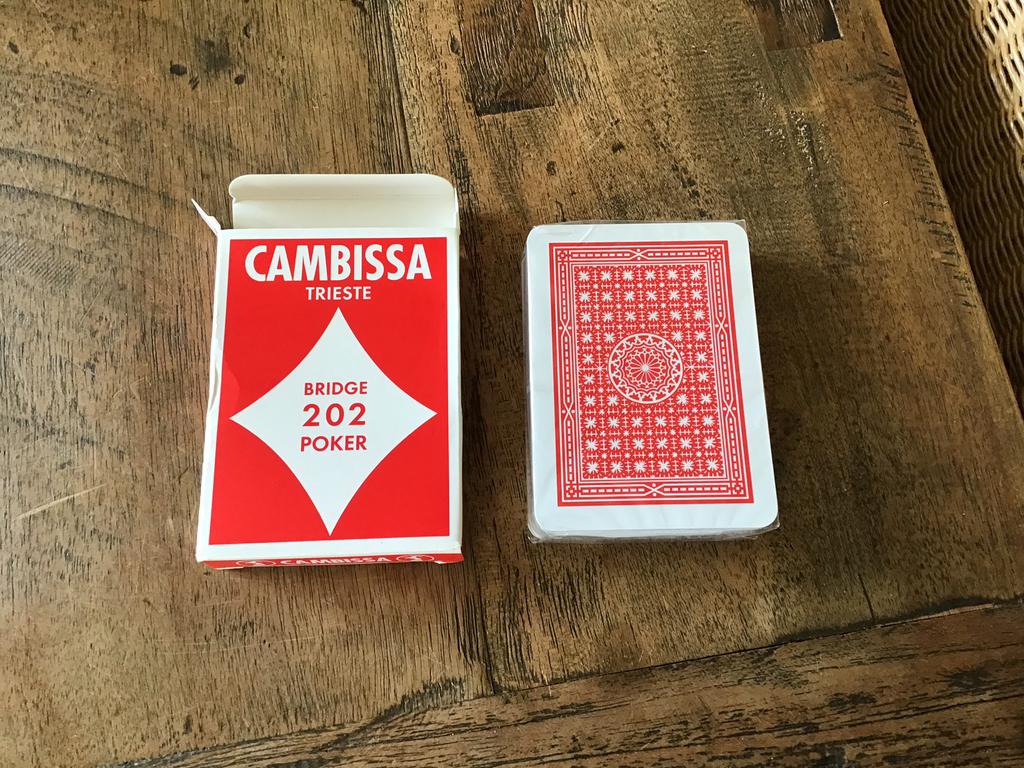 CAMBISSA
TRIESTE
BRIDGE
202
POKER
CAMBISSA